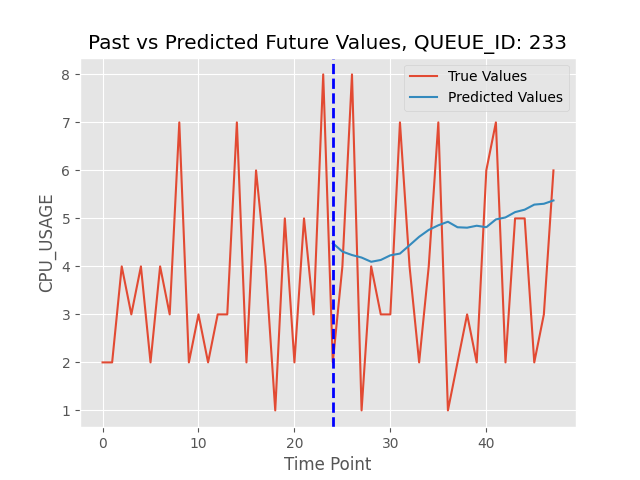 Past vs Predicted Future Values, QUEUE_ID: 233
True Values
Predicted Values
CPU_USAGE
8
7
6
5
4
3
2
1
0 10 20 30 40
Time Point